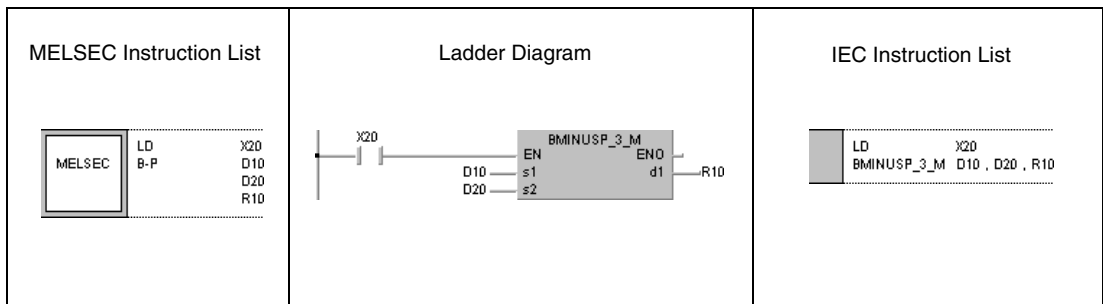 MELSEC Instruction List
MELSEC
LD X20
B-P D10
D20
R10
Ladder Diagram
X20
BMINUSP_3_M
EN ENO
D10 s1 d1 R10
D20 s2
IEC Instruction List
LD X20
BMINUSP_3_M D10 , D20 , R10